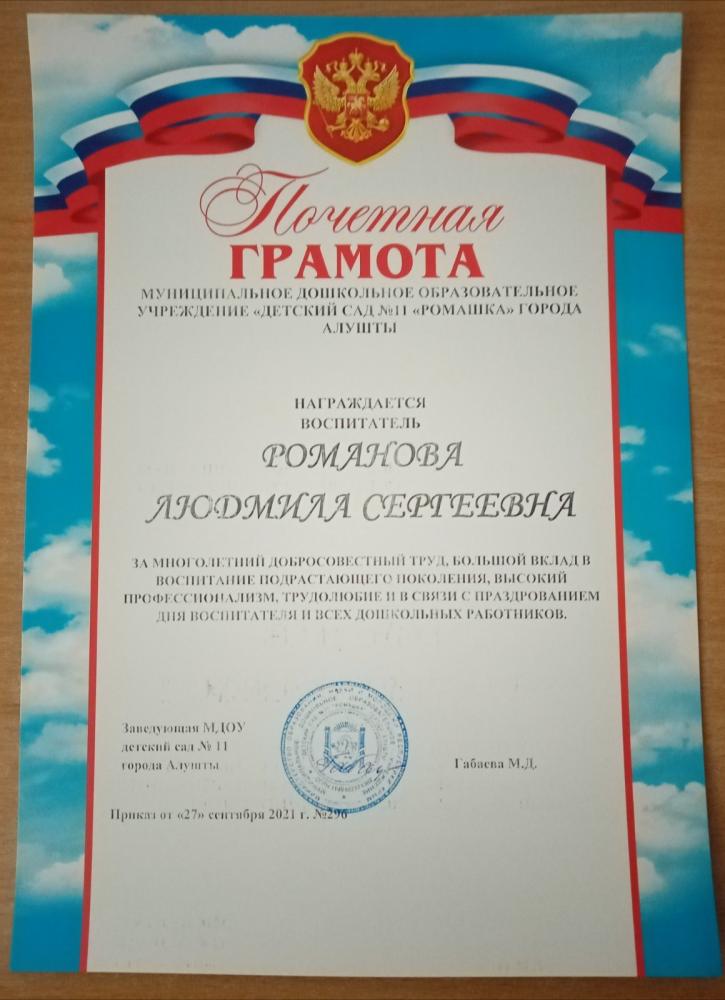 Почетная
ГРАМОТА
МУНИЦИПАЛЬНОЕ ДОШКОЛЬНОЕ ОБРАЗОВАТЕЛЬНОЕ
УЧРЕЖДЕНИЕ «ДЕТСКИЙ САД №11 «РОМАШКА» ГОРОДА
АЛУШТЫ
НАГРАЖДАЕТСЯ
ВОСПИТАТЕЛЬ
РОМАНОВА
ЛЮДМИЛА СЕРГЕЕВНА
ЗА МНОГОЛЕТНИЙ ДОБРОСОВЕСТНЫЙ ТРУД, БОЛЬШОЙ ВКЛАД В
ВОСПИТАНИЕ ПОДРАСТАЮЩЕГО ПОКОЛЕНИЯ, ВЫСОКИЙ
ПРОФЕССИОНАЛИЗМ, ТРУДОЛЮБИЕ И В СВЯЗИ С ПРАЗДРОВАНИЕМ
ДНЯ ВОСПИТАТЕЛЯ И ВСЕХ ДОШКОЛЬНЫХ РАБОТНИКОВ.
Заведующая МДОУ
детский сад № 11
города Алушты
Габаева М.Д.
Приказ от «27» сентября 2021 г. №296